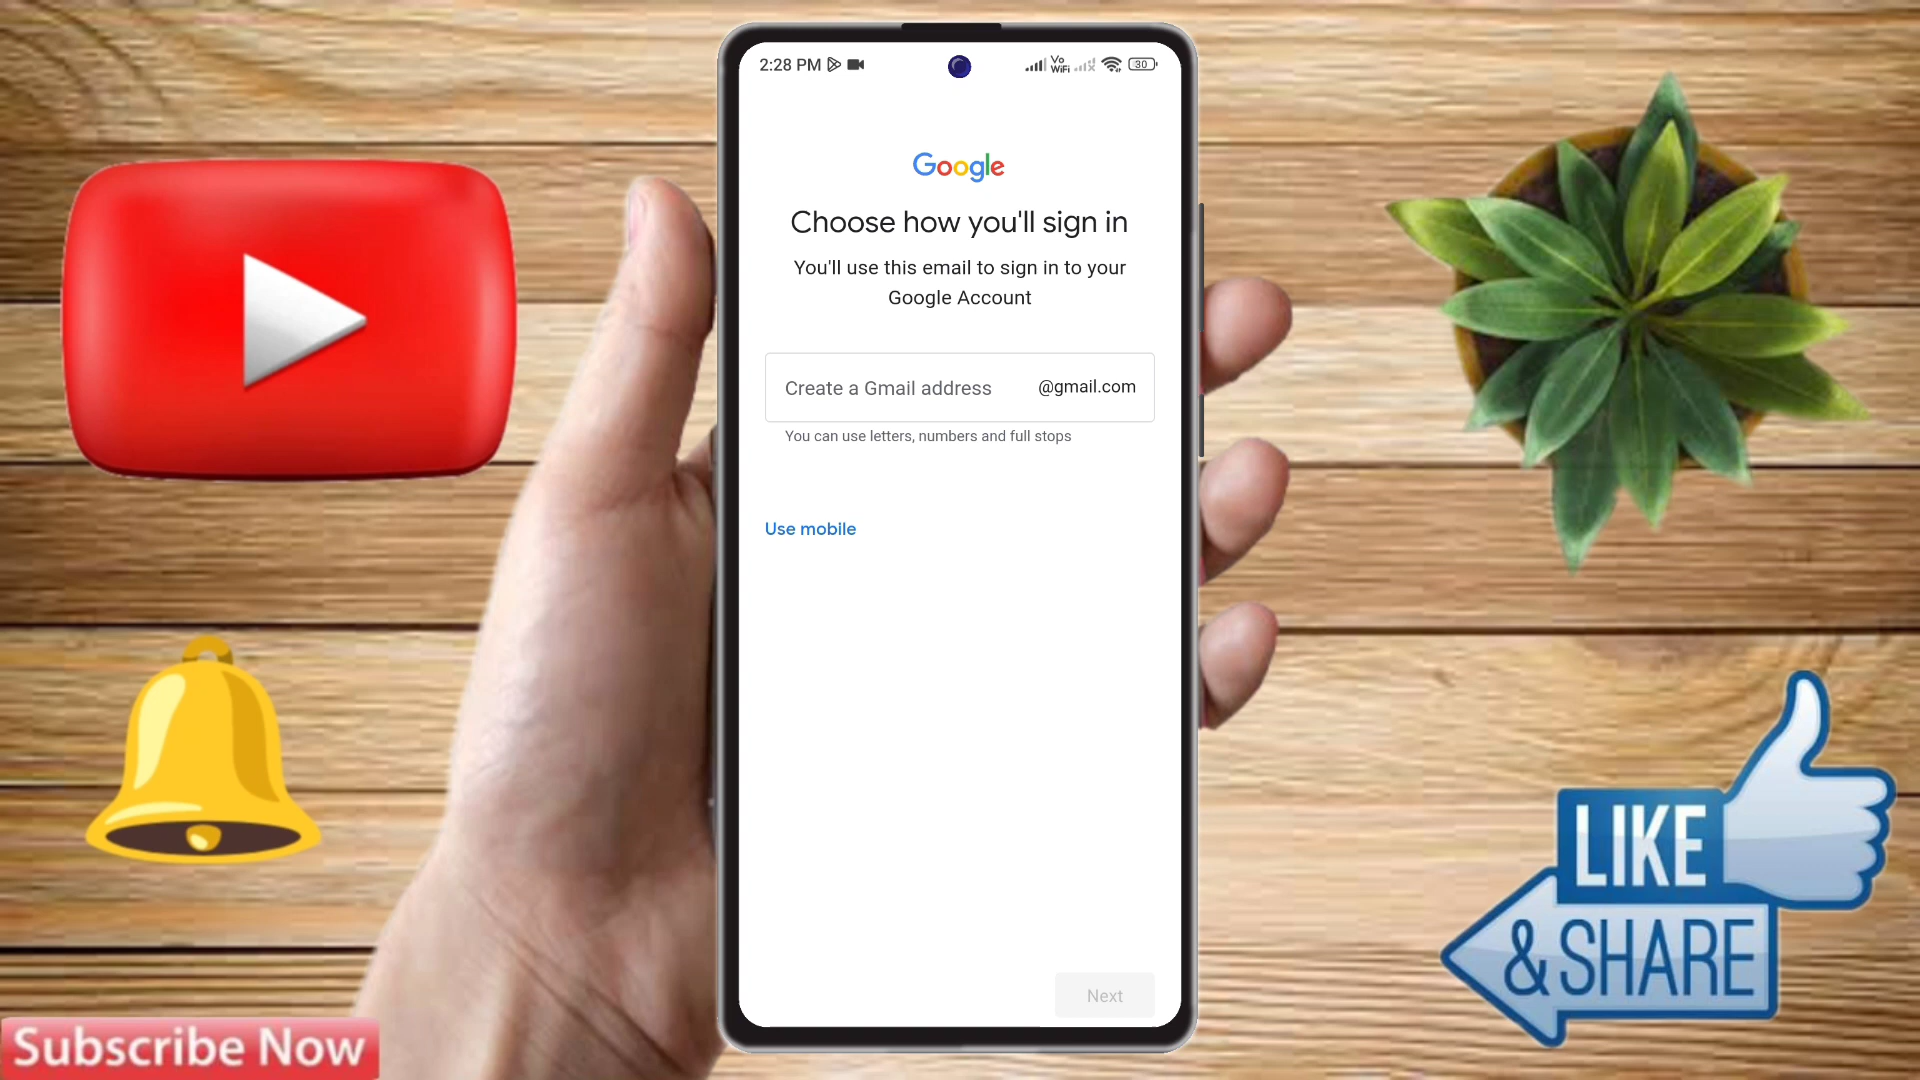 2:28 PM
Vo
WiFi
30
Google
Choose how you'll sign in
You'll use this email to sign in to your
Google Account
Create a Gmail address @gmail.com
You can use letters, numbers and full stops
Use mobile
Next
LIKE
& SHARE
Subscribe Now